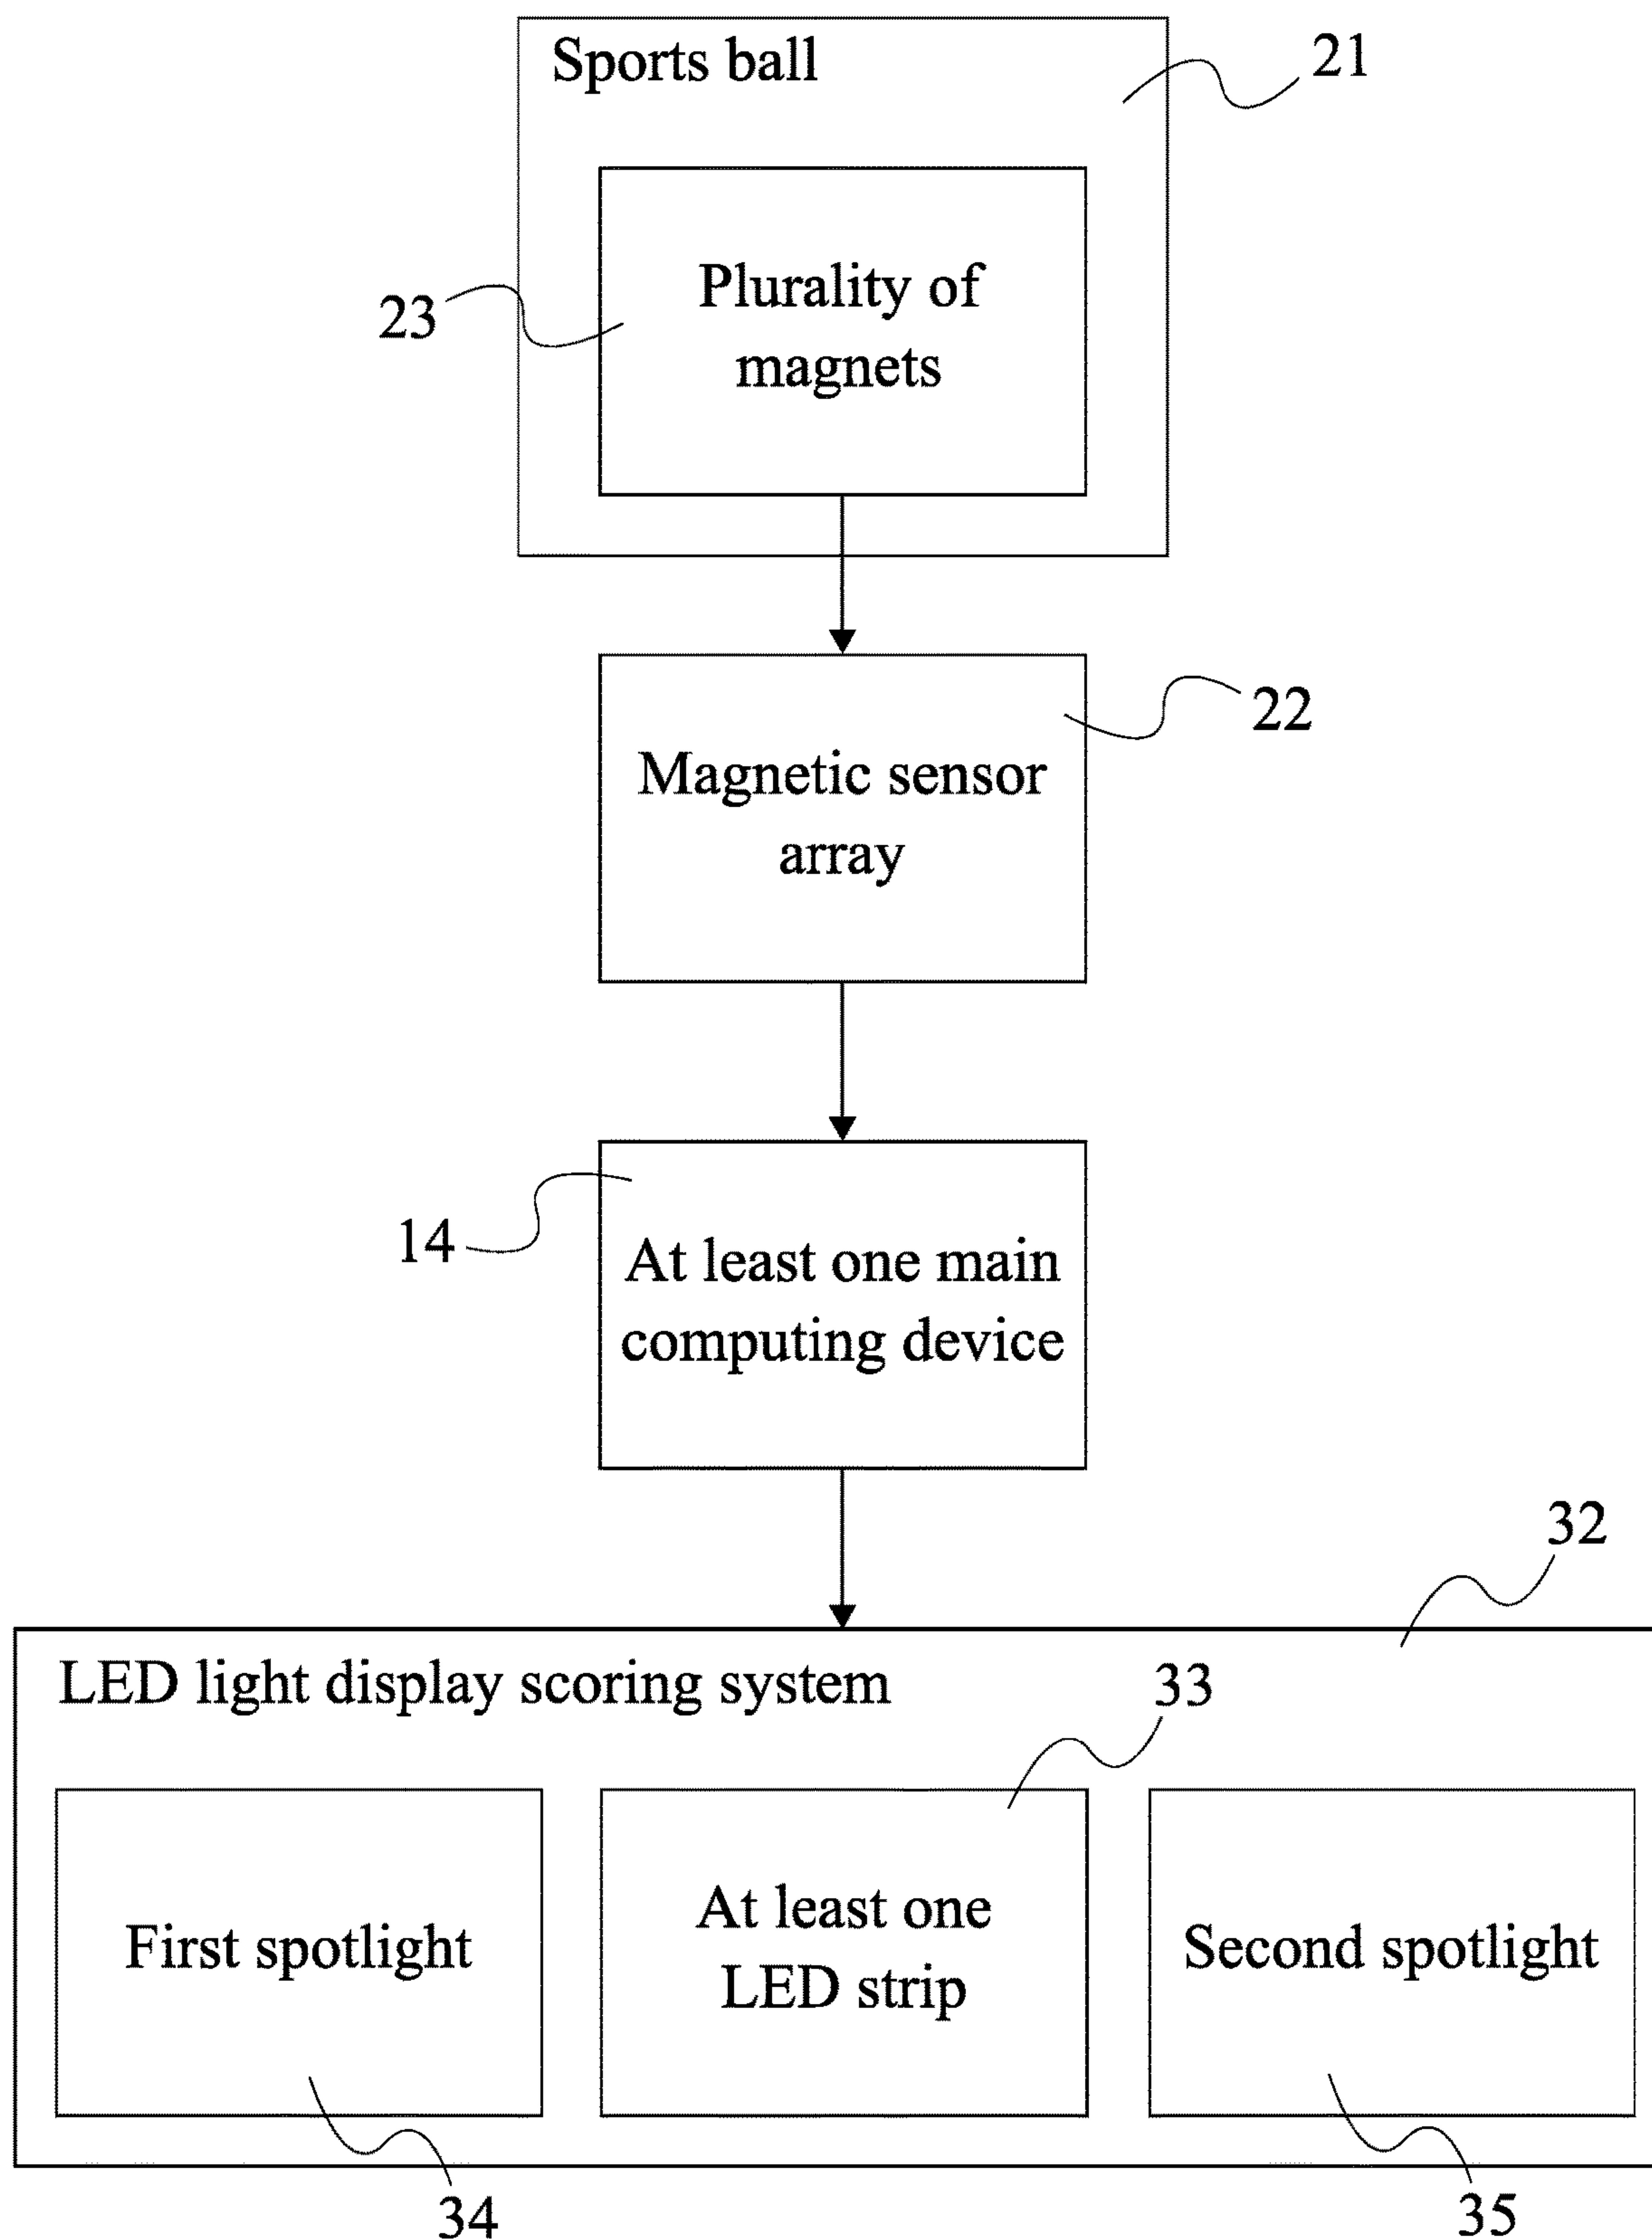 Sports ball
21
Plurality of
magnets
23
22
Magnetic sensor
array
14
At least one main
computing device
32
LED light display scoring system
33
First spotlight
At least one
LED strip
Second spotlight
34
35